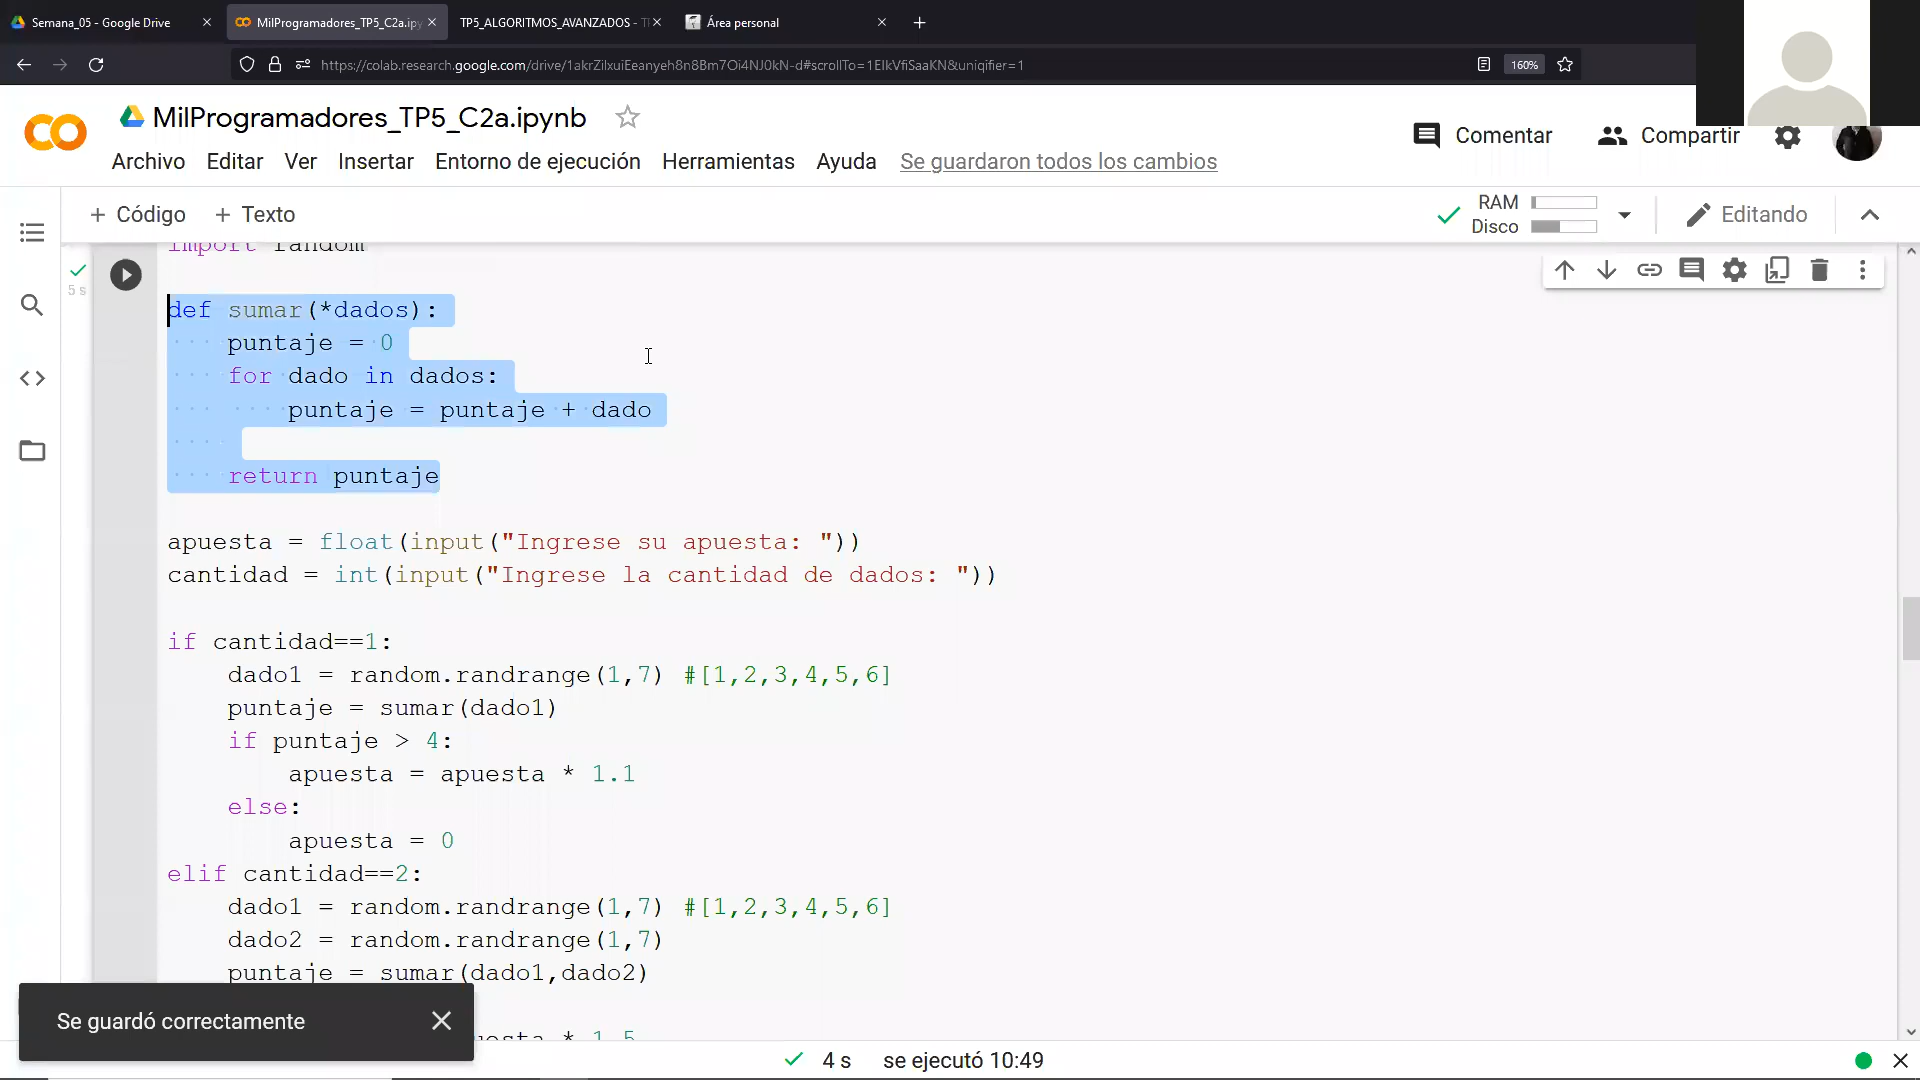 Semana_05 - Google Drive
MilProgramadores_TP5_C2a.ipy
TP5_ALGORITMOS_AVANZADOS - T
Área personal
https://colab.research.google.com/drive/1akrZilxuiEeanyeh8n8Bm7Oi4NJ0kN-d#scrollTo=1EIkVfiSaaKN&uniqifier=1
160%
CO
MilProgramadores_TP5_C2a.ipynb
Comentar
Compartir
Archivo Editar Ver Insertar Entorno de ejecución Herramientas Ayuda Se guardaron todos los cambios
+ Código + Texto
RAM
Disco
Editando
import random
5 s
def sumar(*dados):
puntaje = 0
for dado in dados:
puntaje = puntaje + dado
return puntaje
apuesta = float(input("Ingrese su apuesta: "))
cantidad = int(input("Ingrese la cantidad de dados: "))
if cantidad==1:
dado1 = random.randrange(1,7) #[1,2,3,4,5,6]
puntaje = sumar(dado1)
if puntaje > 4:
apuesta = apuesta * 1.1
else:
apuesta = 0
elif cantidad==2:
dado1 = random.randrange(1,7) #[1,2,3,4,5,6]
dado2 = random.randrange(1,7)
puntaje = sumar(dado1,dado2)
Se guardó correctamente
uesta * 1.5
4 s se ejecutó 10:49